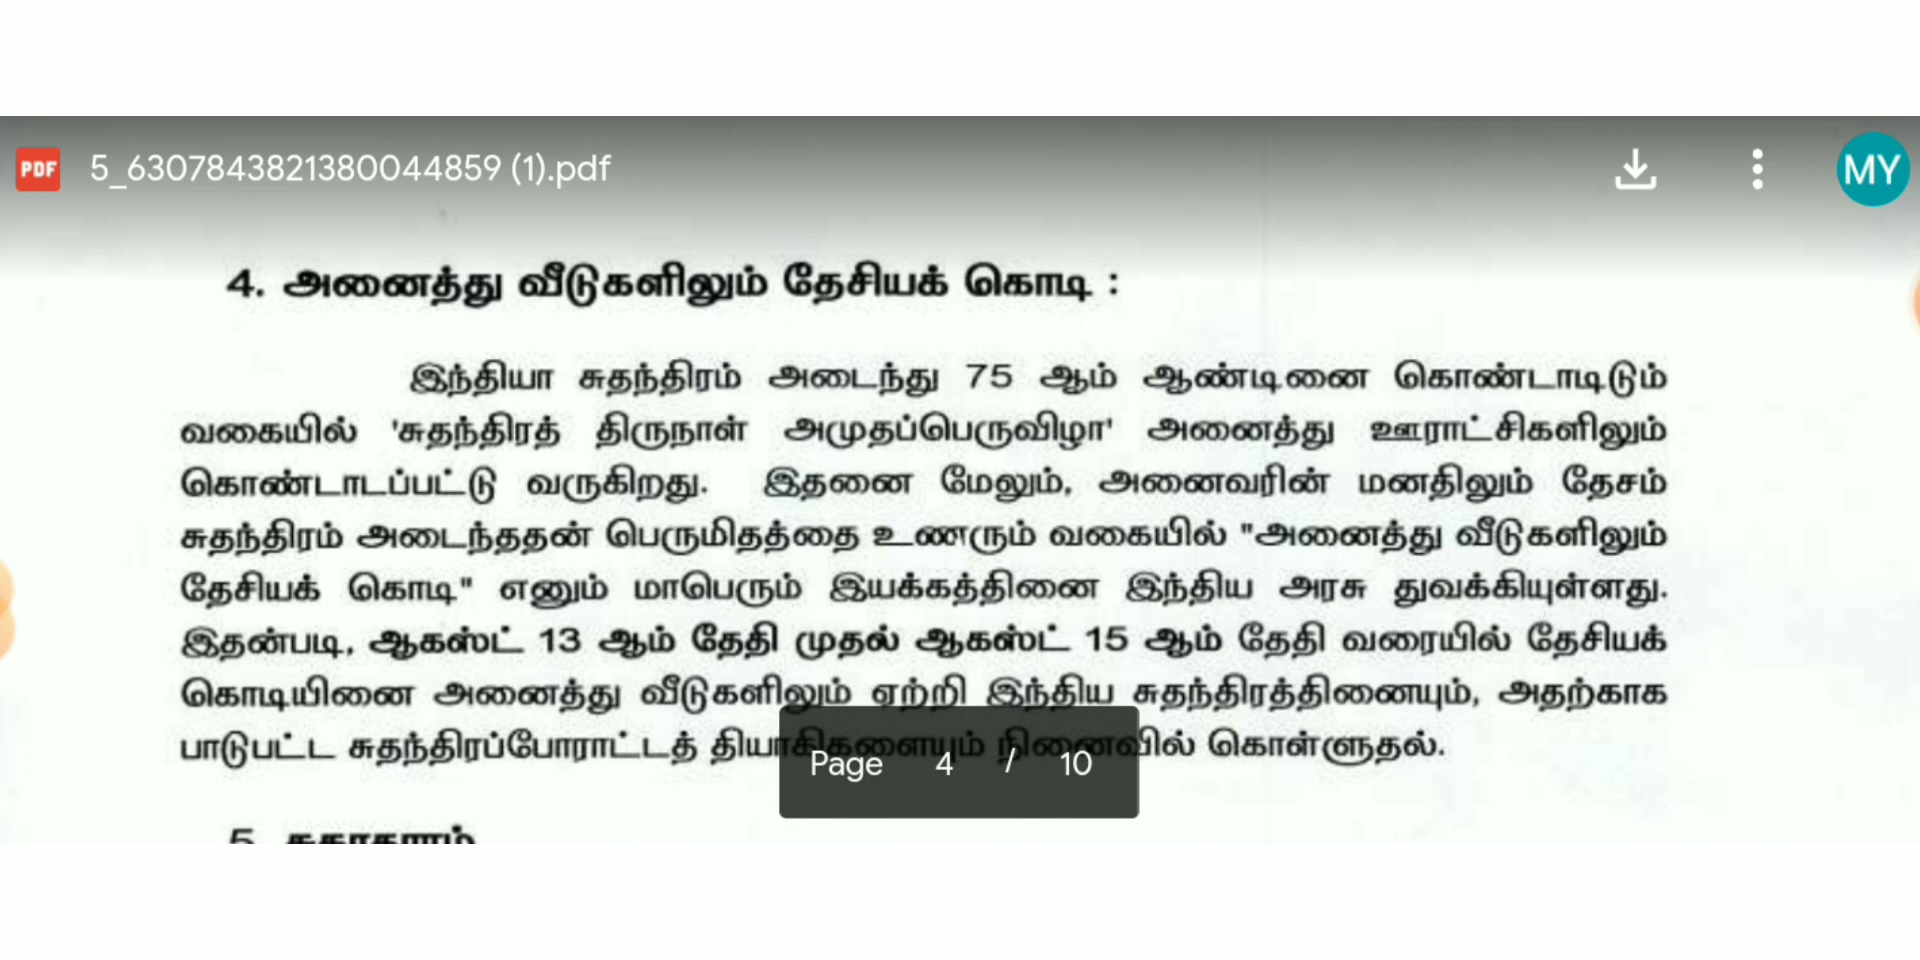 PDF 5_6307843821380044859 (1).pdf MY
4. அனைத்து வீடுகளிலும் தேசியக் கொடி :
இந்தியா சுதந்திரம் அடைந்து 75 ஆம் ஆண்டினை கொண்டாடிடும்
வகையில் 'சுதந்திரத் திருநாள் அமுதப்பெருவிழா' அனைத்து ஊராட்சிகளிலும்
கொண்டாடப்பட்டு வருகிறது. இதனை மேலும், அனைவரின் மனதிலும் தேசம்
சுதந்திரம் அடைந்ததன் பெருமிதத்தை உணரும் வகையில் "அனைத்து வீடுகளிலும்
தேசியக் கொடி" எனும் மாபெரும் இயக்கத்தினை இந்திய அரசு துவக்கியுள்ளது.
இதன்படி, ஆகஸ்ட் 13 ஆம் தேதி முதல் ஆகஸ்ட் 15 ஆம் தேதி வரையில் தேசியக்
கொடியினை அனைத்து வீடுகளிலும் ஏற்றி இந்திய சுதந்திரத்தினையும், அதற்காக
பாடுபட்ட சுதந்திரப்போராட்டத் தியாகிகளையும் நினைவில் கொள்ளுதல்.
Page 4 / 10
5. சுகாதாரம்